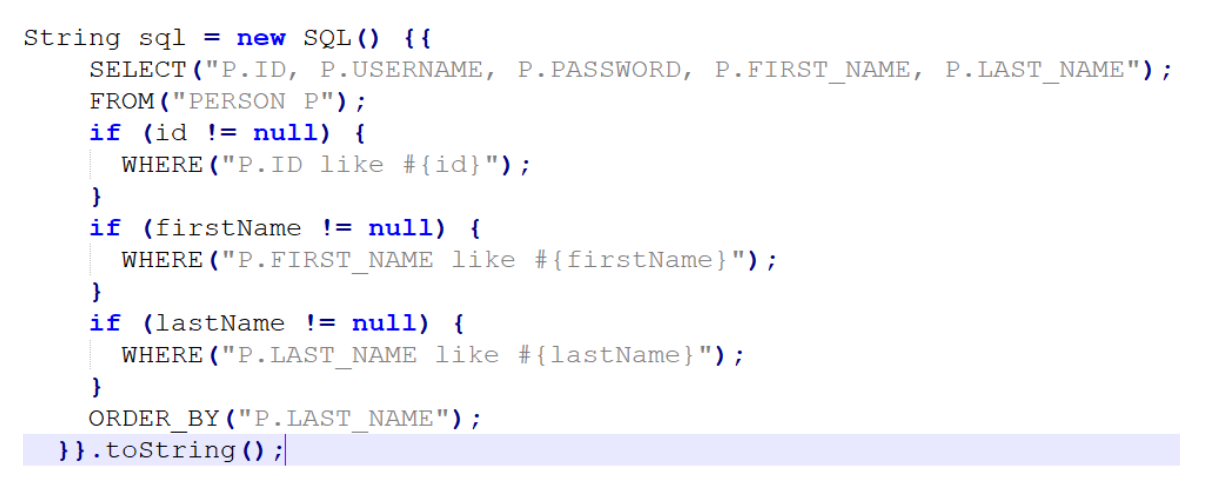 String sql = new SQL() {{
    SELECT("P.ID, P.USERNAME, P.PASSWORD, P.FIRST_NAME, P.LAST_NAME");
    FROM("PERSON P");
    if (id != null) {
      WHERE("P.ID like #{id}");
    }
    if (firstName != null) {
      WHERE("P.FIRST_NAME like #{firstName}");
    }
    if (lastName != null) {
      WHERE("P.LAST_NAME like #{lastName}");
    }
    ORDER_BY("P.LAST_NAME");
  }}.toString();